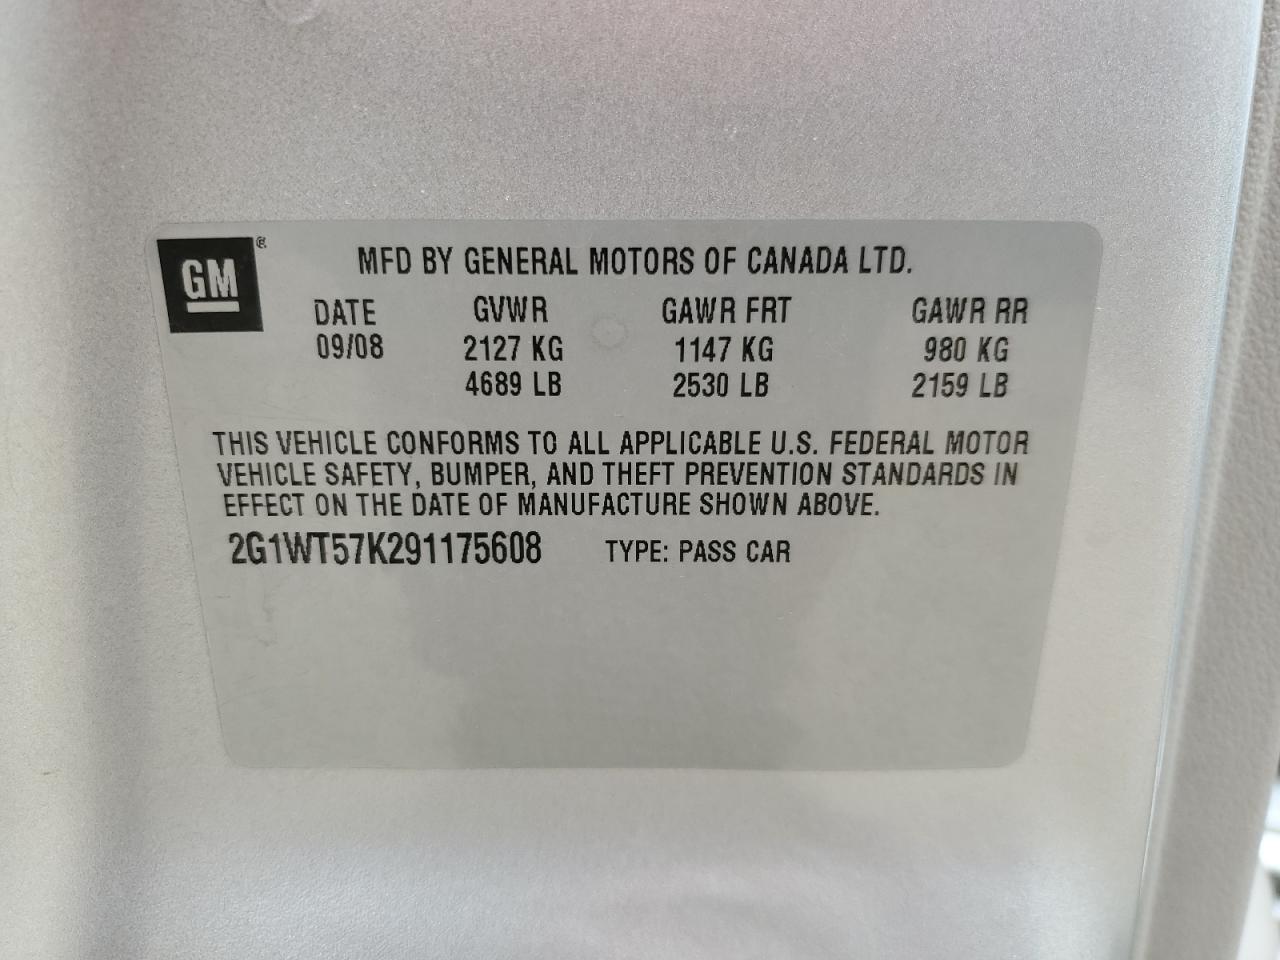 GM®
MFD BY GENERAL MOTORS OF CANADA LTD.
DATE GVWR GAWR FRT GAWR RR
09/08 2127 KG 1147 KG 980 KG
4689 LB 2530 LB 2159 LB
THIS VEHICLE CONFORMS TO ALL APPLICABLE U.S. FEDERAL MOTOR
VEHICLE SAFETY, BUMPER, AND THEFT PREVENTION STANDARDS IN
EFFECT ON THE DATE OF MANUFACTURE SHOWN ABOVE.
2G1WT57K291175608 TYPE: PASS CAR